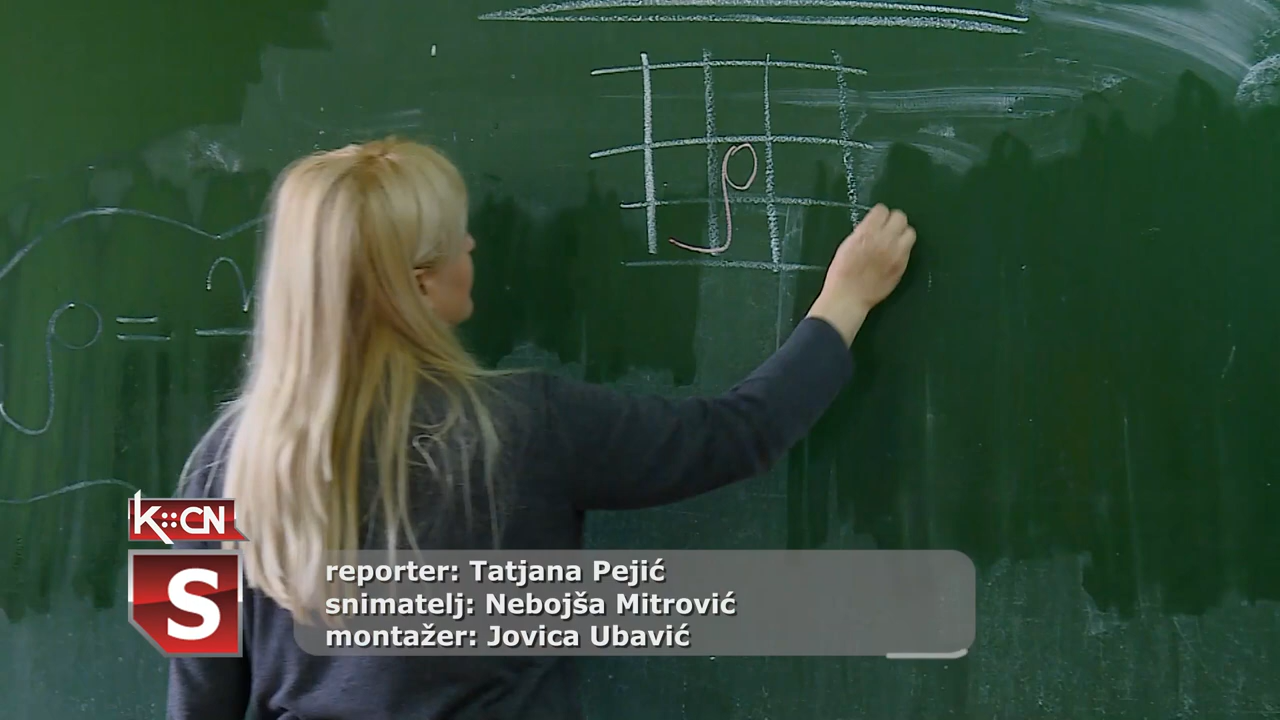 K::CN
S
reporter: Tatjana Pejić
snimatelj: Nebojša Mitrović
montažer: Jovica Ubavić